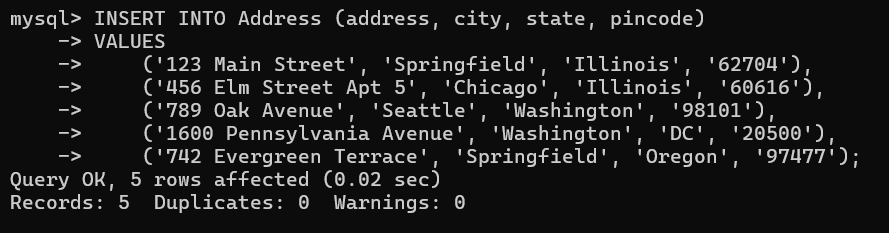 mysql> INSERT INTO Address (address, city, state, pincode)
    -> VALUES
    ->     ('123 Main Street', 'Springfield', 'Illinois', '62704'),
    ->     ('456 Elm Street Apt 5', 'Chicago', 'Illinois', '60616'),
    ->     ('789 Oak Avenue', 'Seattle', 'Washington', '98101'),
    ->     ('1600 Pennsylvania Avenue', 'Washington', 'DC', '20500'),
    ->     ('742 Evergreen Terrace', 'Springfield', 'Oregon', '97477');
Query OK, 5 rows affected (0.02 sec)
Records: 5  Duplicates: 0  Warnings: 0